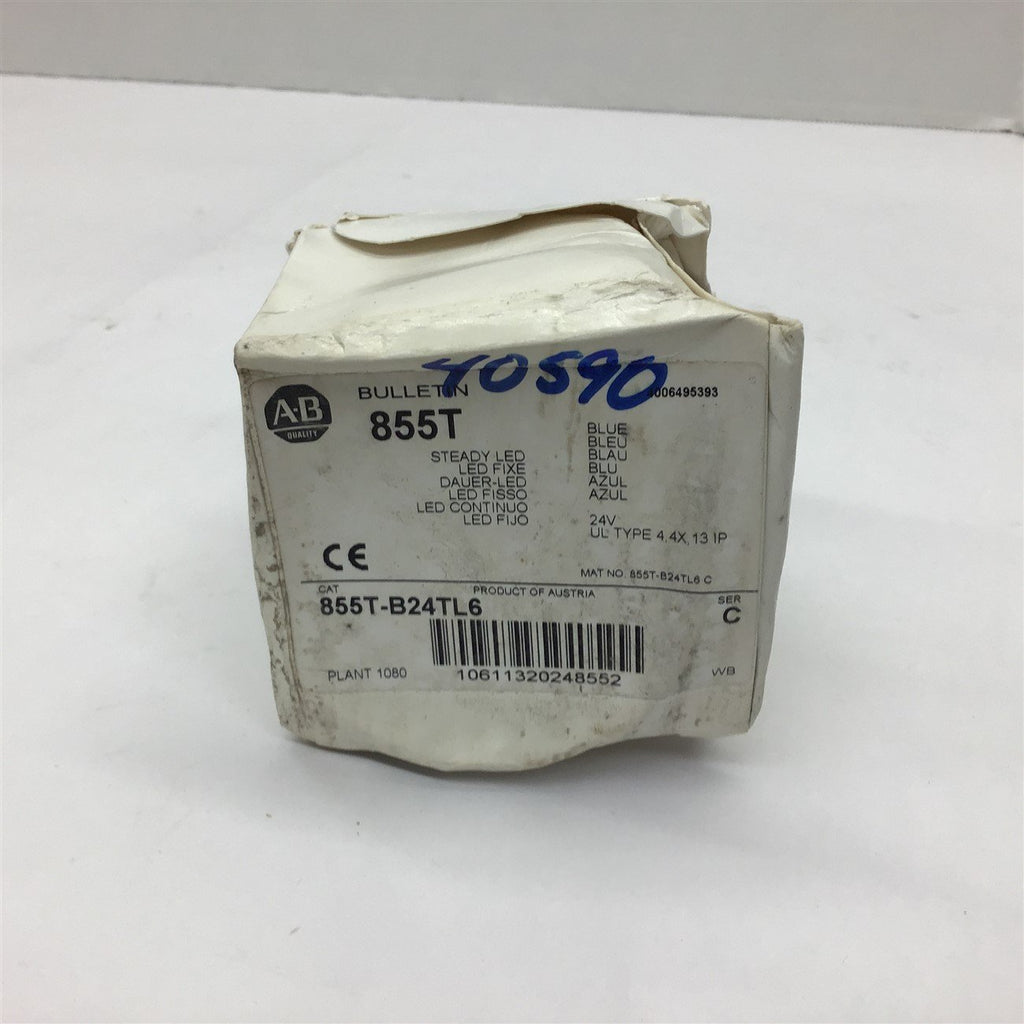 40590
BULLETIN
855T
A·B
QUALITY
STEADY LED
LED FIXE
DAUER-LED
LED FISSO
LED CONTINUO
LED FIJO
BLUE
BLEU
BLAU
BLU
AZUL
AZUL
24V
UL TYPE 4,4X,13 IP
CE
MAT NO. 855T-B24TL6 C
CAT
PRODUCT OF AUSTRIA
SER
855T-B24TL6
C
PLANT 1080
10611320248552
WB